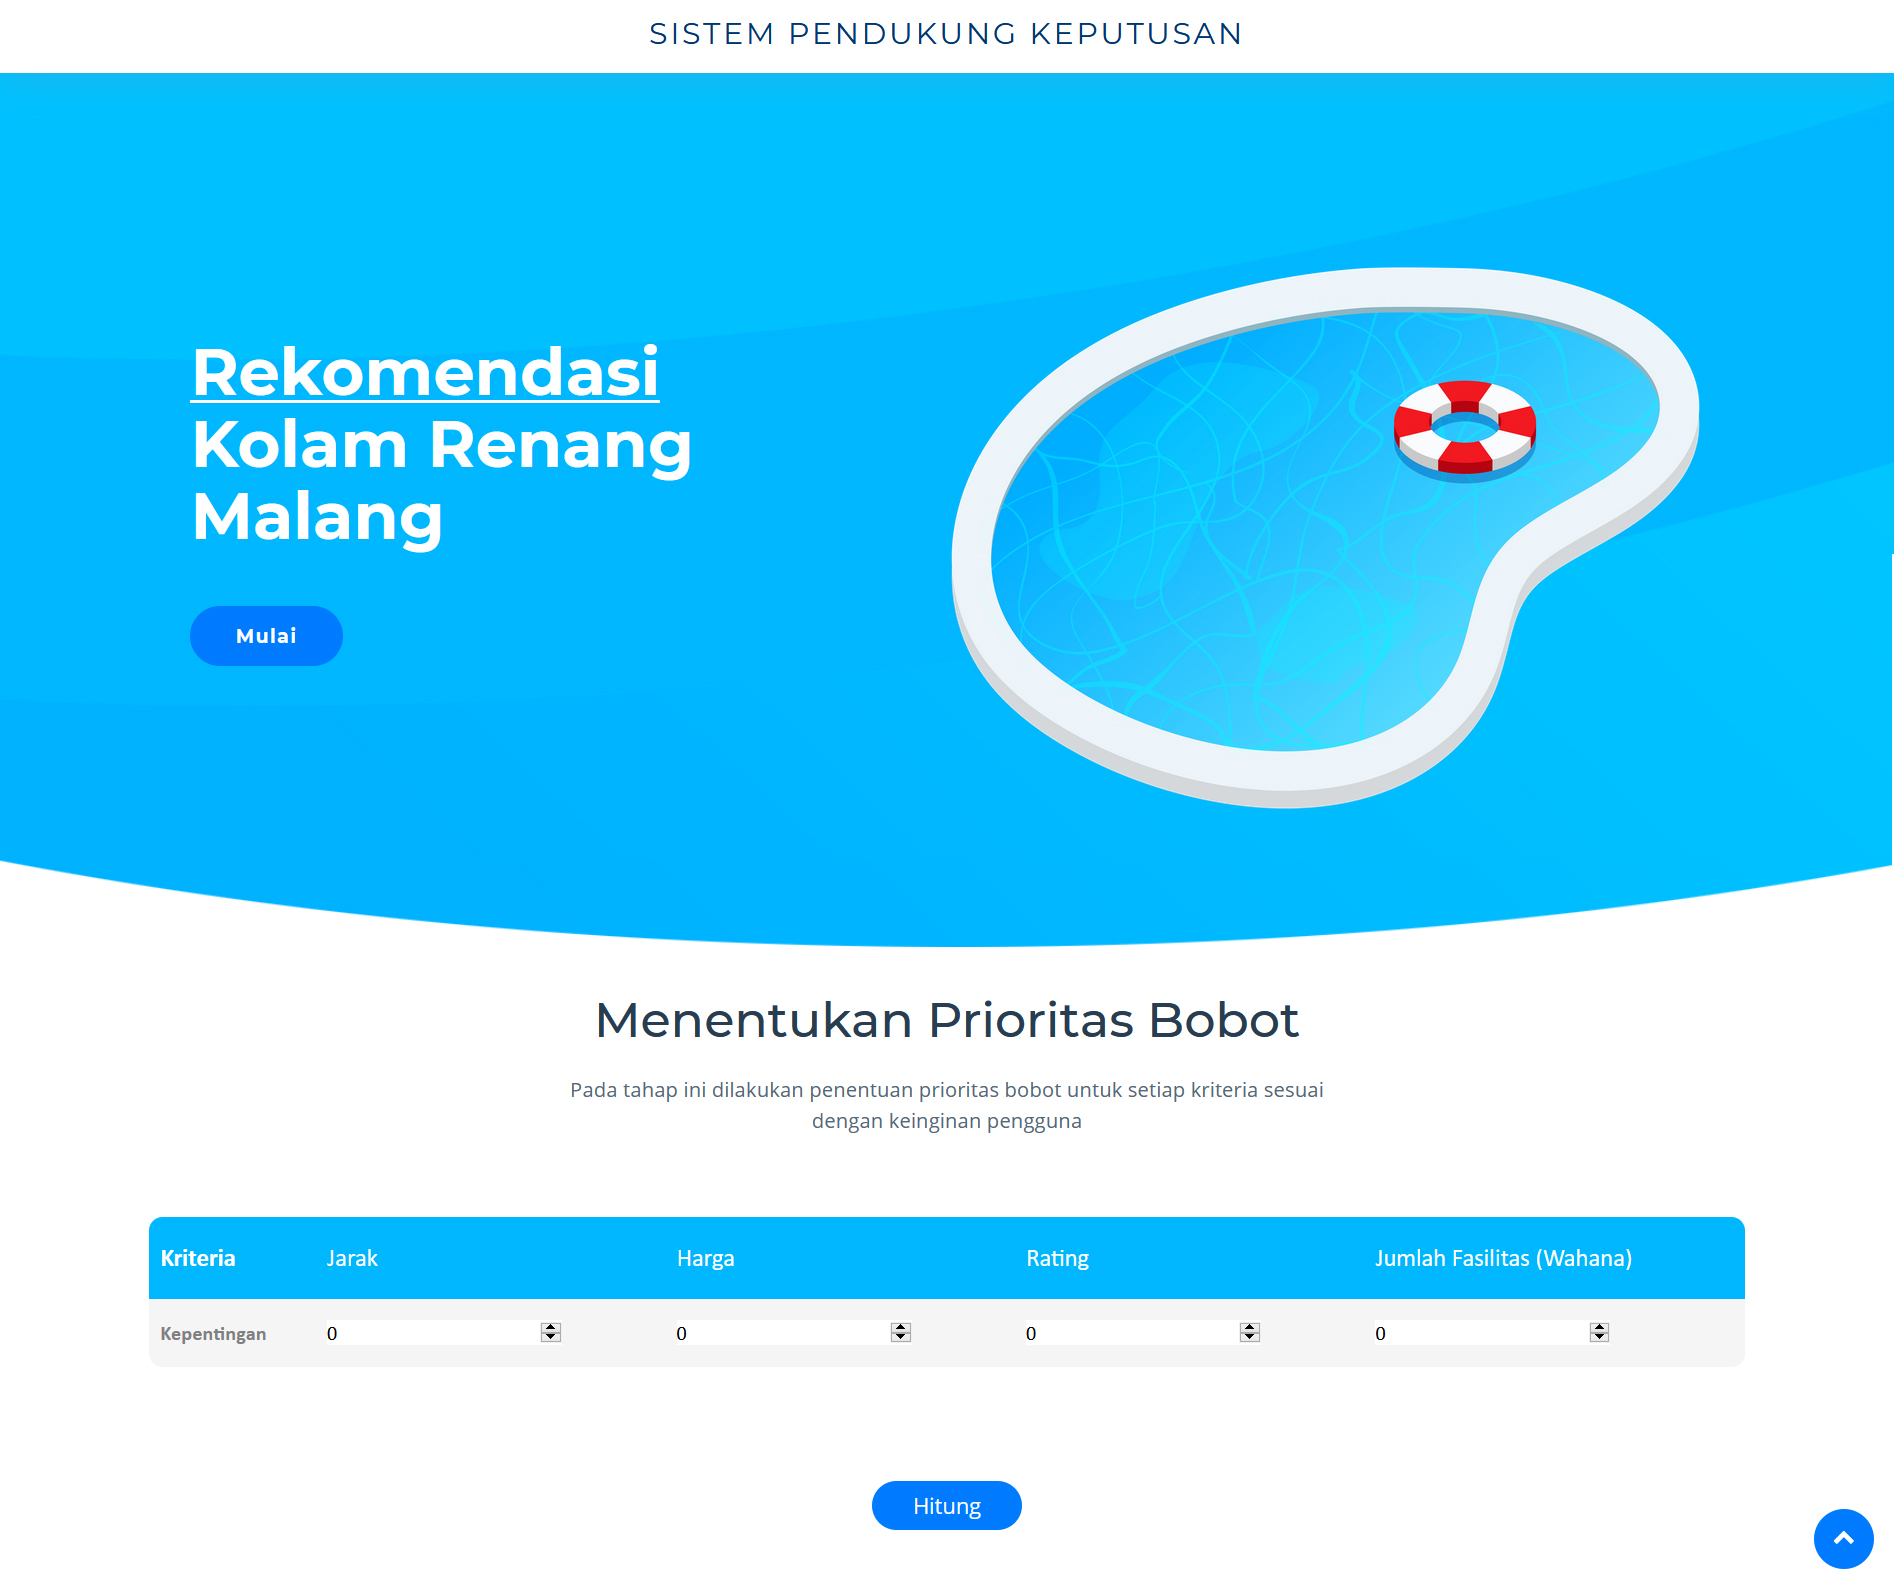 SISTEM PENDUKUNG KEPUTUSAN
Rekomendasi
Kolam Renang
Malang
Mulai
Menentukan Prioritas Bobot
Pada tahap ini dilakukan penentuan prioritas bobot untuk setiap kriteria sesuai
dengan keinginan pengguna
Kriteria Jarak Harga Rating Jumlah Fasilitas (Wahana)
Kepentingan 0 0 0 0
Hitung